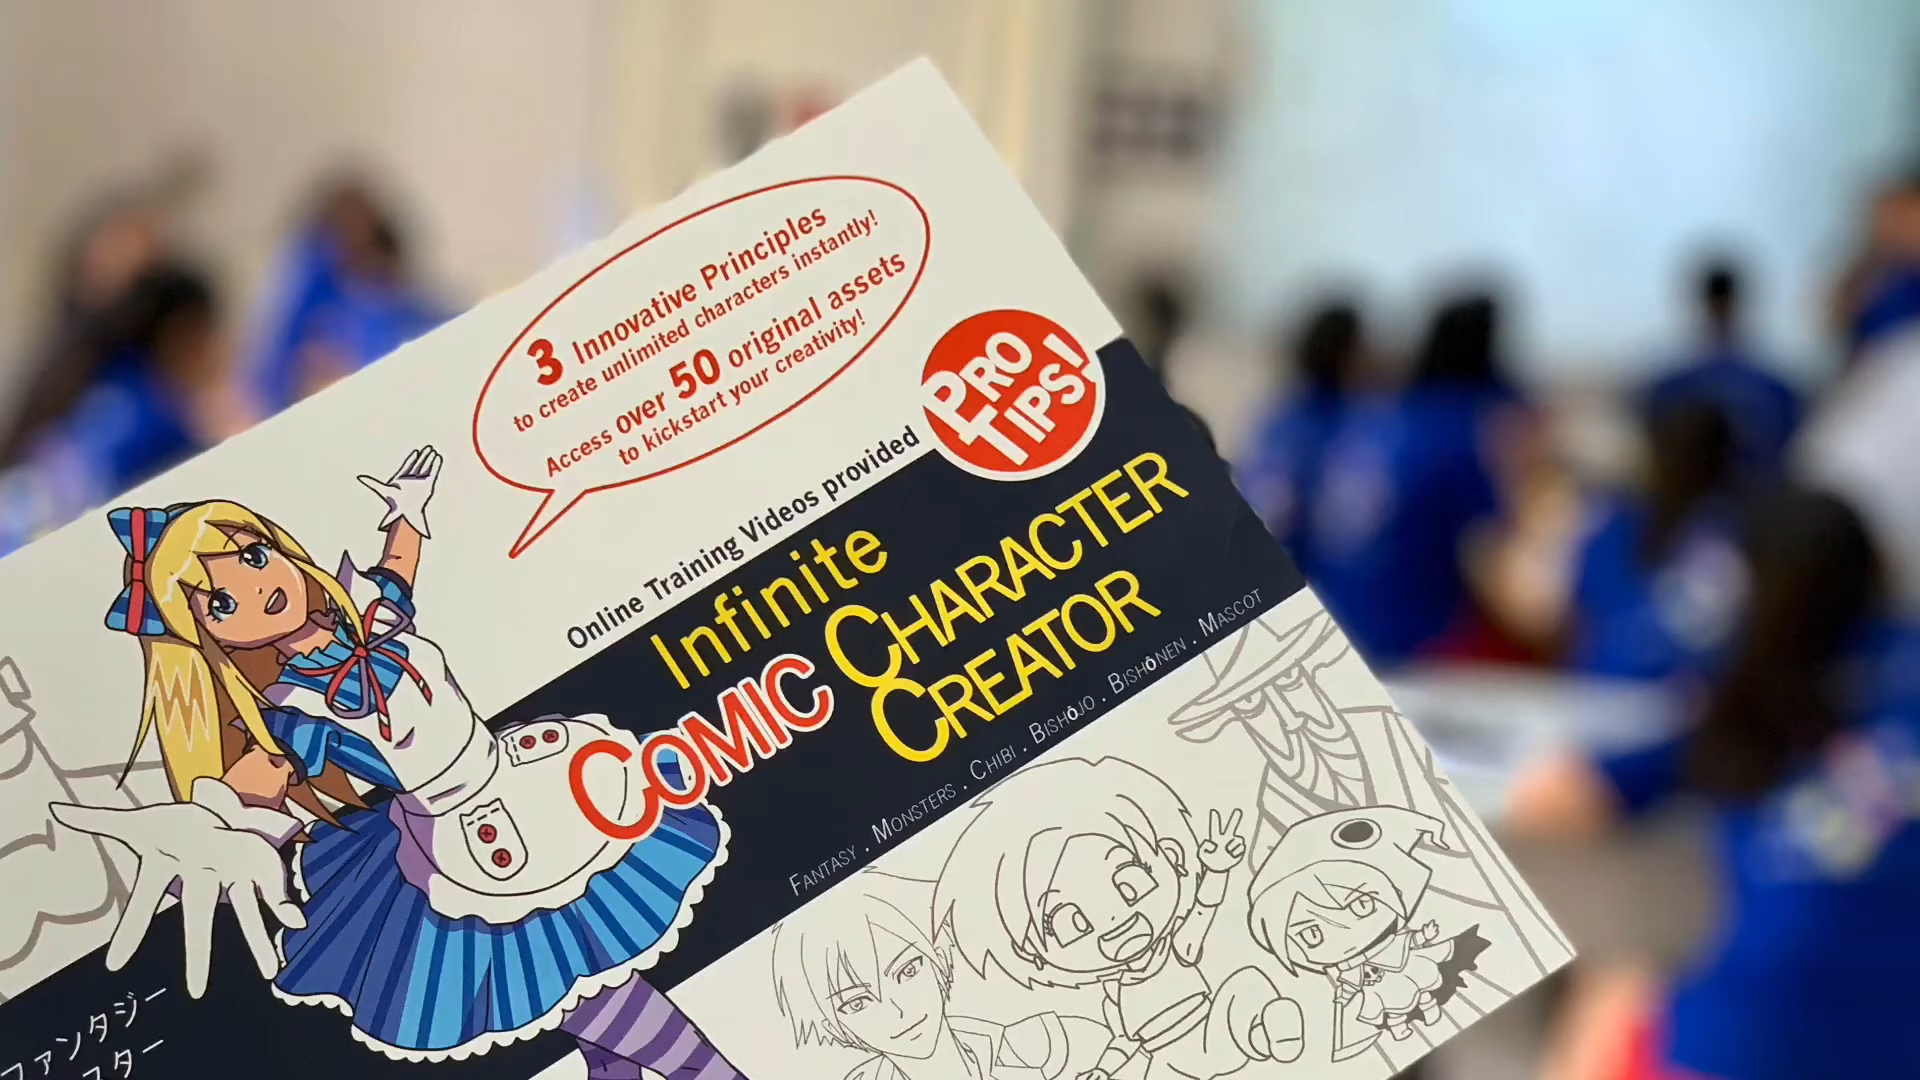 3 Innovative Principles
to create unlimited characters instantly!
Access over 50 original assets
to kickstart your creativity!
PRO
TIPS!
Online Training Videos provided
Infinite
COMIC CHARACTER
CREATOR
FANTASY . MONSTERS . CHIBI . BISHŌJO . BISHŌNEN . MASCOT
ファンタジー
スター